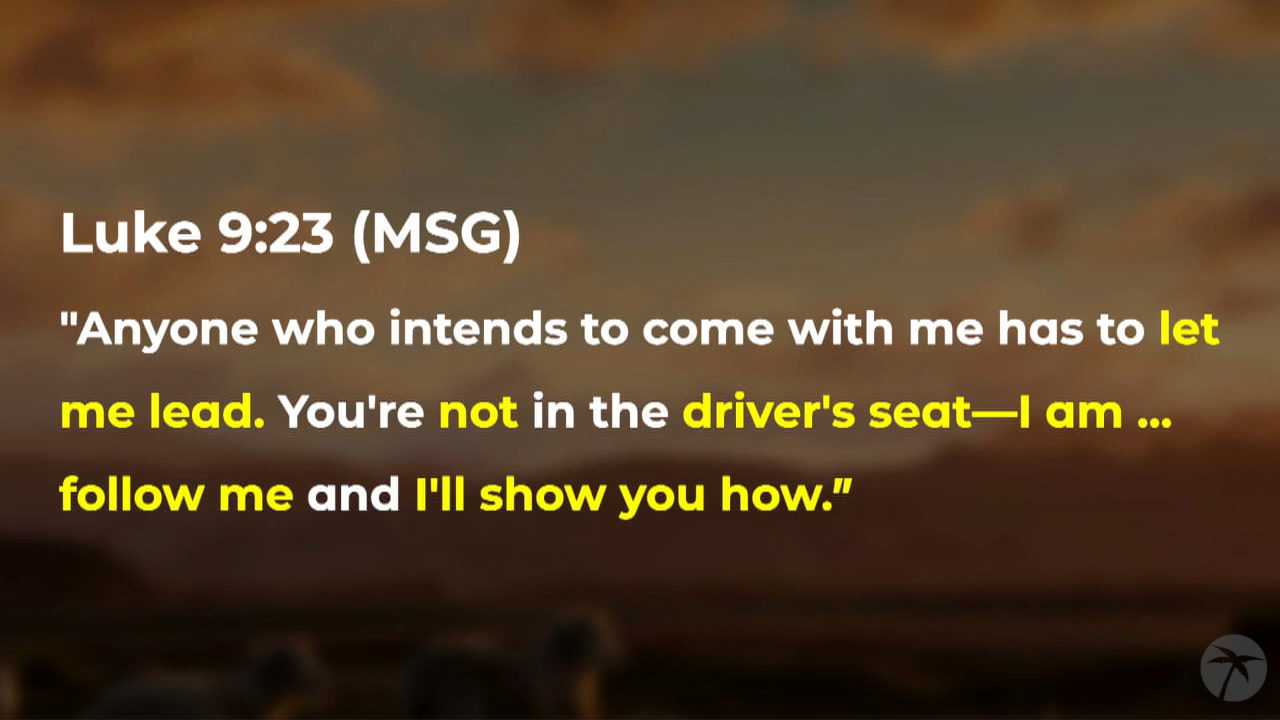 Luke 9:23 (MSG)
"Anyone who intends to come with me has to let
me lead. You're not in the driver's seat—I am ...
follow me and I'll show you how.”